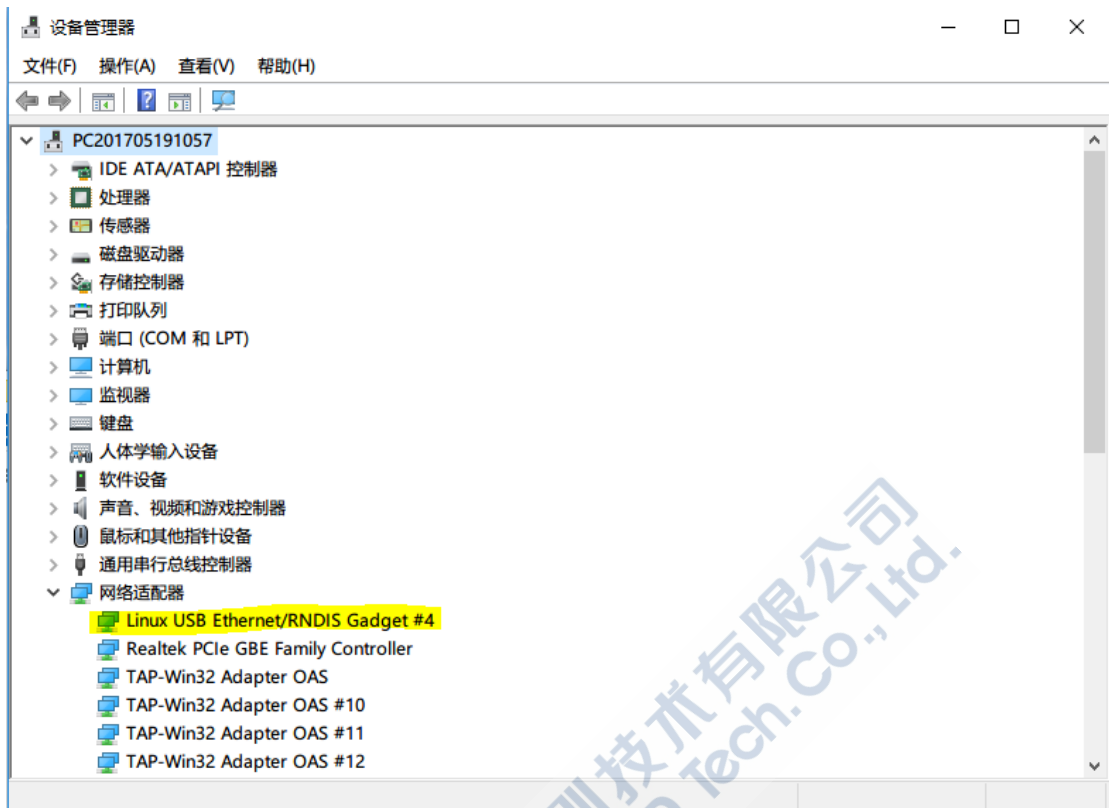 设备管理器
文件(F) 操作(A) 查看(V) 帮助(H)
PC201705191057
IDE ATA/ATAPI 控制器
处理器
传感器
磁盘驱动器
存储控制器
打印队列
端口 (COM 和 LPT)
计算机
监视器
键盘
人体学输入设备
软件设备
声音、视频和游戏控制器
鼠标和其他指针设备
通用串行总线控制器
网络适配器
Linux USB Ethernet/RNDIS Gadget #4
Realtek PCIe GBE Family Controller
TAP-Win32 Adapter OAS
TAP-Win32 Adapter OAS #10
TAP-Win32 Adapter OAS #11
TAP-Win32 Adapter OAS #12
技术有限公司
Tech. Co., Ltd.